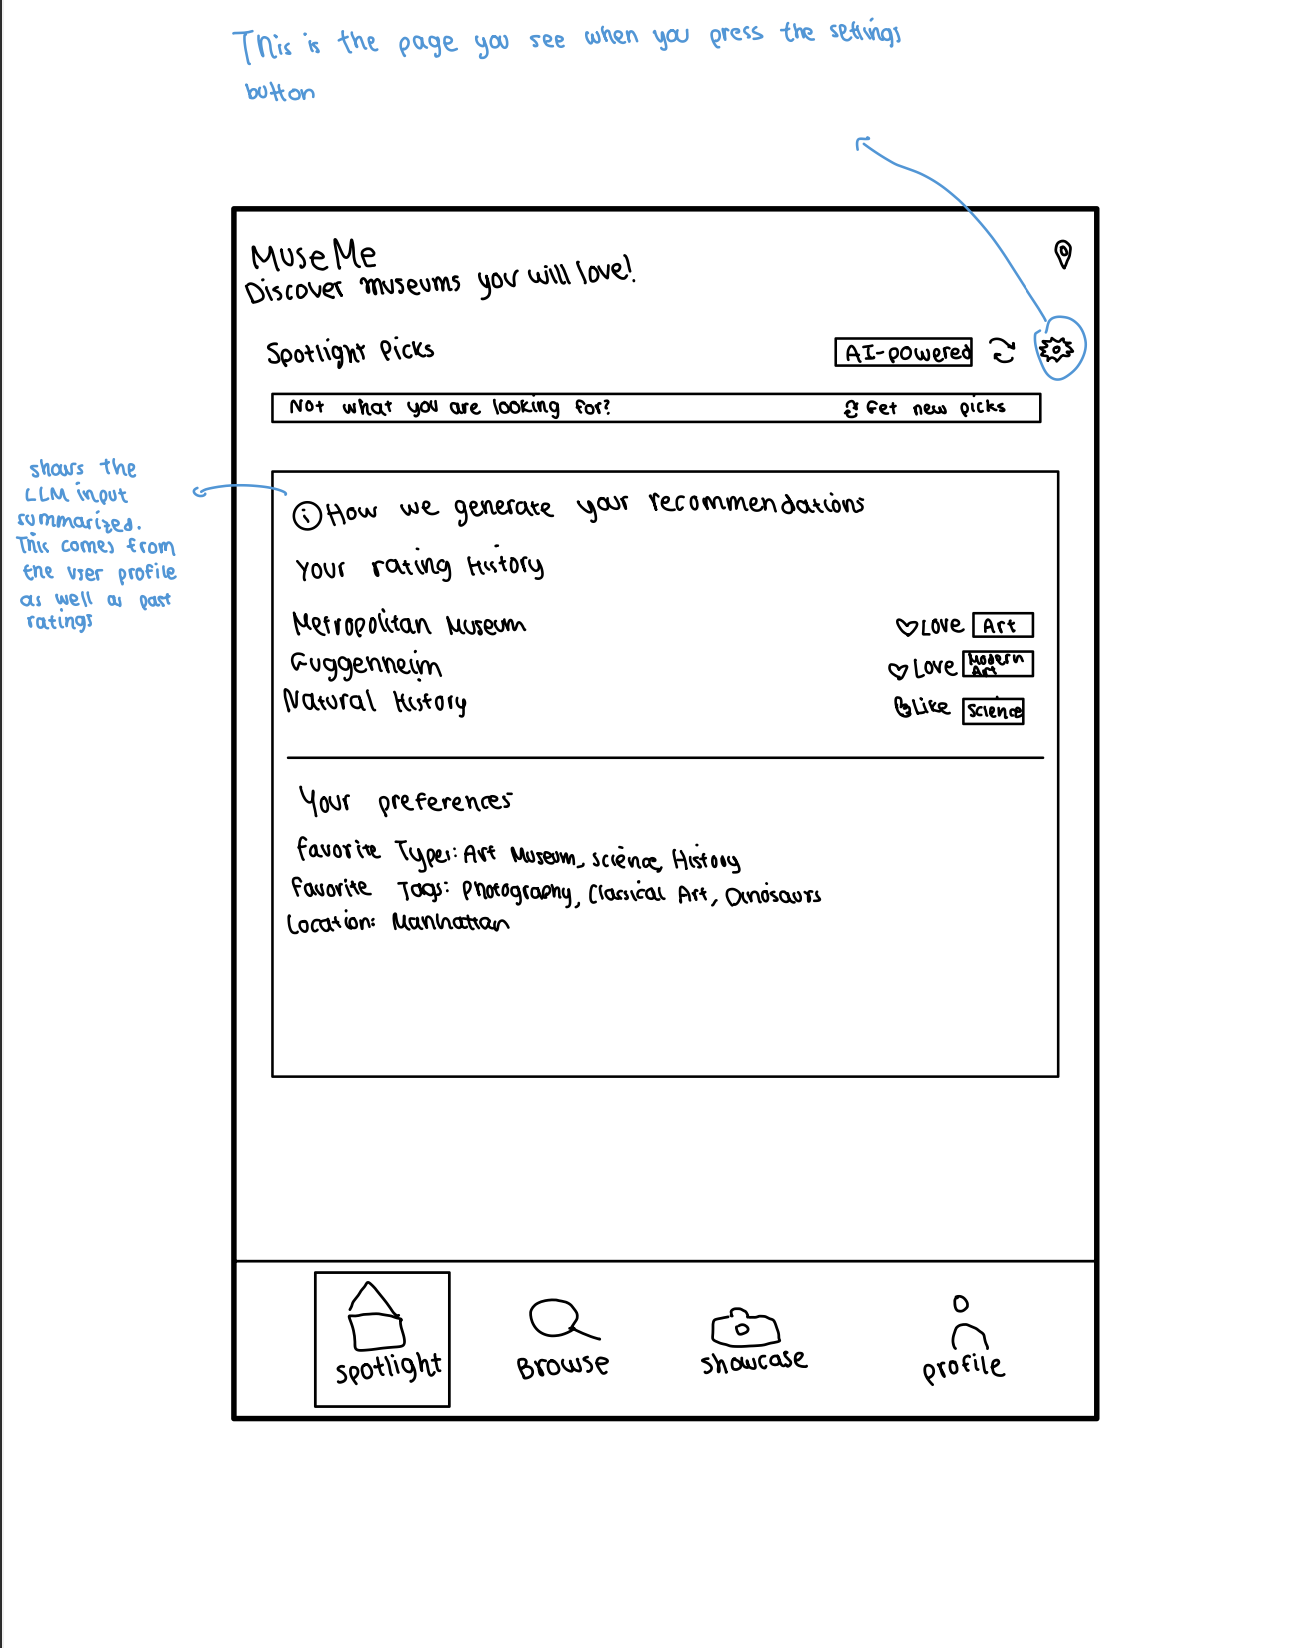 This is the page you see when you press the settings
button
MuseMe
Discover museums you will love!
Spotlight Picks
AI-powered
Not what you are looking for?
Get new picks
shows the
LLM input
summarized.
This comes from
the user profile
as well as past
ratings
How we generate your recommendations
Your rating History
Metropolitan Museum
Love Art
Guggenheim
Love Modern Art
Natural History
Like Science
Your preferences
Favorite Types: Art Museum, Science, History
Favorite Tags: Photography, Classical Art, Dinosaurs
Location: Manhattan
Spotlight
Browse
Showcase
profile